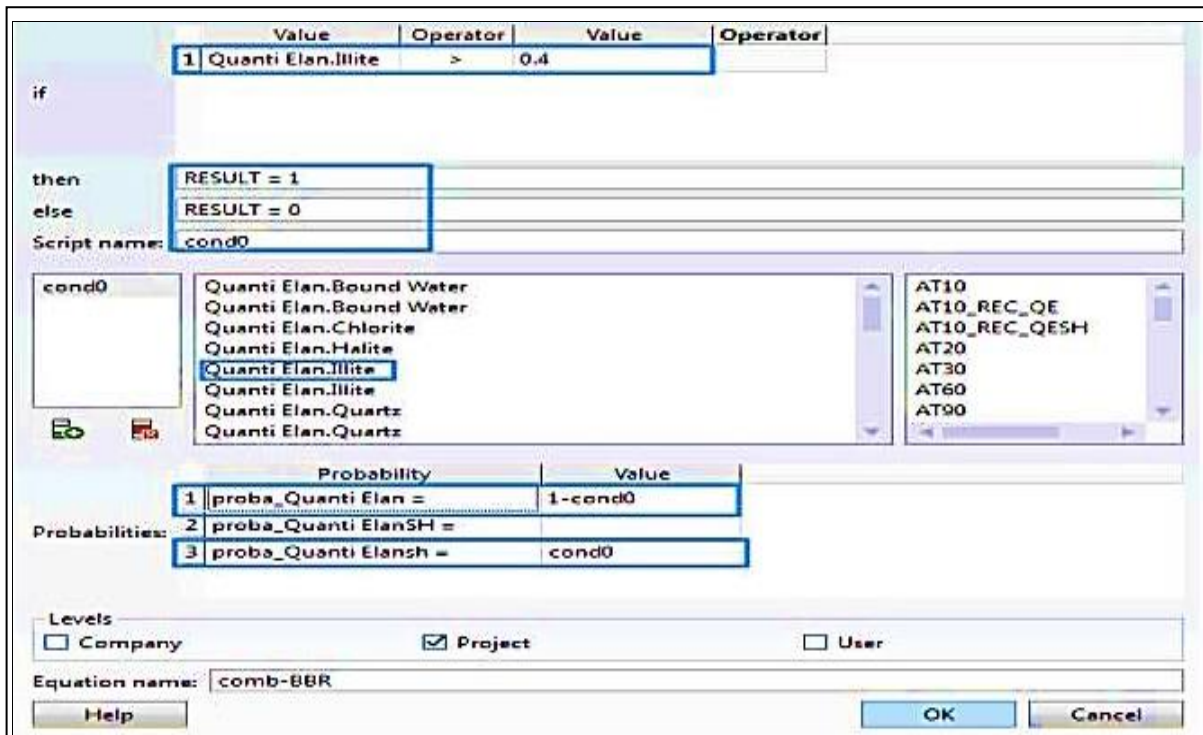 Value Operator Value Operator
1 Quanti Elan.Illite > 0.4
if
then RESULT = 1
else RESULT = 0
Script name: cond0
cond0
Quanti Elan.Bound Water
Quanti Elan.Bound Water
Quanti Elan.Chlorite
Quanti Elan.Halite
Quanti Elan.Illite
Quanti Elan.Illite
Quanti Elan.Quartz
Quanti Elan.Quartz
AT10
AT10_REC_QE
AT10_REC_QESH
AT20
AT30
AT60
AT90
Probability Value
1 proba_Quanti Elan = 1-cond0
Probabilities: 2 proba_Quanti ElanSH =
3 proba_Quanti Elansh = cond0
Levels
Company Project User
Equation name: comb-BBR
Help OK Cancel